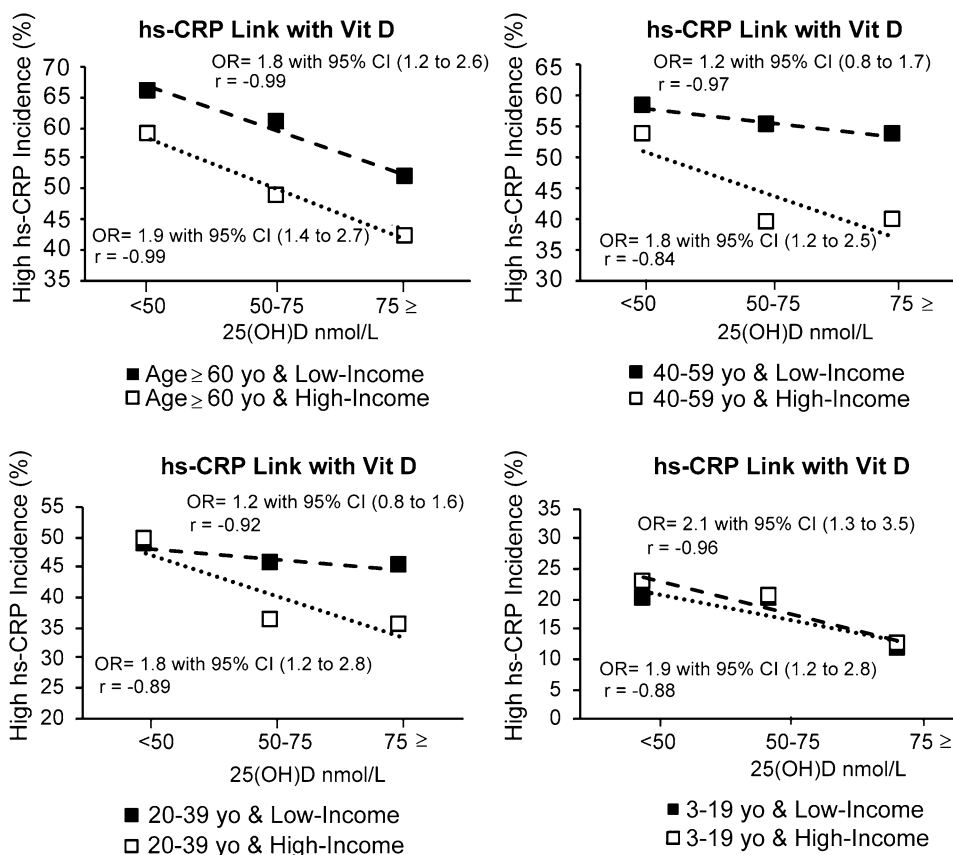 hs-CRP Link with Vit D
High hs-CRP Incidence (%)
OR= 1.8 with 95% CI (1.2 to 2.6)
r = -0.99
70
65
60
55
50
45
40
35
OR= 1.9 with 95% CI (1.4 to 2.7)
r = -0.99
<50 50-75 75 ≥
25(OH)D nmol/L
Age ≥ 60 yo & Low-Income
Age ≥ 60 yo & High-Income
hs-CRP Link with Vit D
High hs-CRP Incidence (%)
OR= 1.2 with 95% CI (0.8 to 1.7)
r = -0.97
65
60
55
50
45
40
35
30
OR= 1.8 with 95% CI (1.2 to 2.5)
r = -0.84
<50 50-75 75 ≥
25(OH)D nmol/L
40-59 yo & Low-Income
40-59 yo & High-Income
hs-CRP Link with Vit D
High hs-CRP Incidence (%)
OR= 1.2 with 95% CI (0.8 to 1.6)
r = -0.92
55
50
45
40
35
30
25
20
OR= 1.8 with 95% CI (1.2 to 2.8)
r = -0.89
<50 50-75 75 ≥
25(OH)D nmol/L
20-39 yo & Low-Income
20-39 yo & High-Income
hs-CRP Link with Vit D
High hs-CRP Incidence (%)
OR= 2.1 with 95% CI (1.3 to 3.5)
r = -0.96
35
30
25
20
15
10
5
0
OR= 1.9 with 95% CI (1.2 to 2.8)
r = -0.88
<50 50-75 75 ≥
25(OH)D nmol/L
3-19 yo & Low-Income
3-19 yo & High-Income